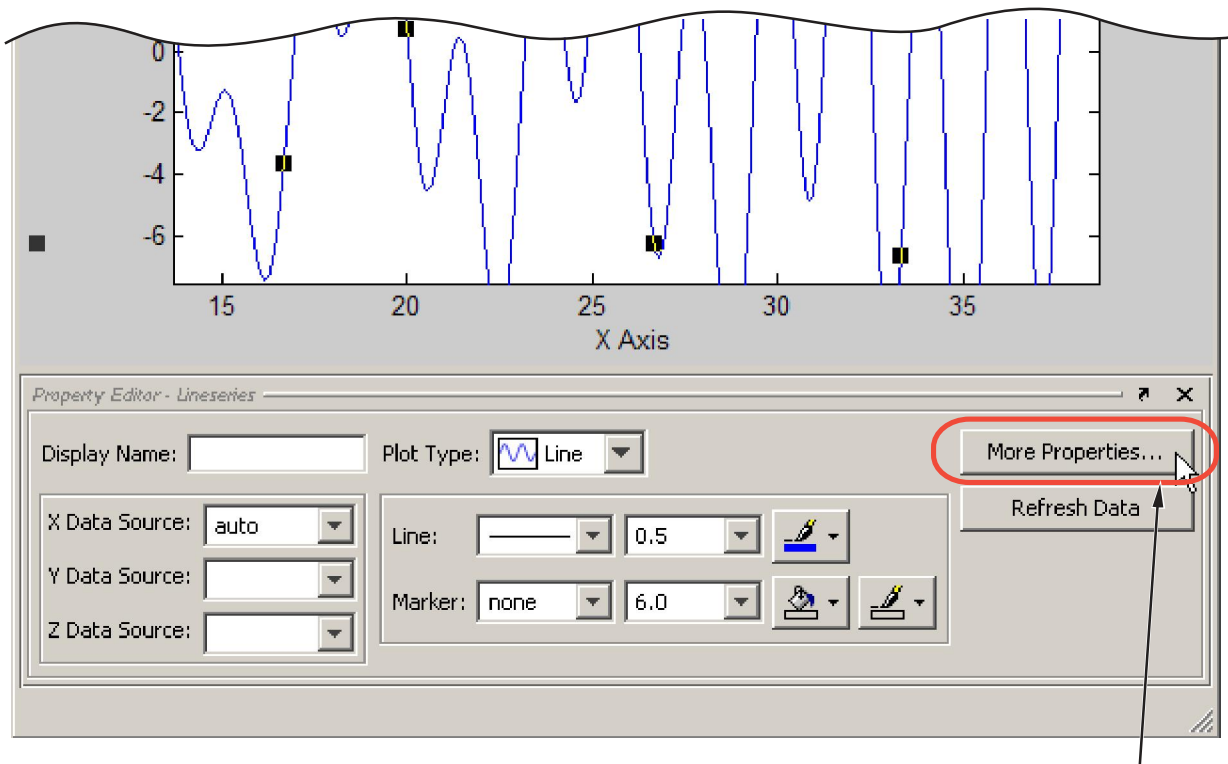 0
-2
-4
-6
15 20 25 30 35
X Axis
Property Editor - Lineseries
Display Name:
Plot Type: Line
More Properties...
Refresh Data
X Data Source: auto
Y Data Source:
Z Data Source:
Line: 0.5
Marker: none 6.0